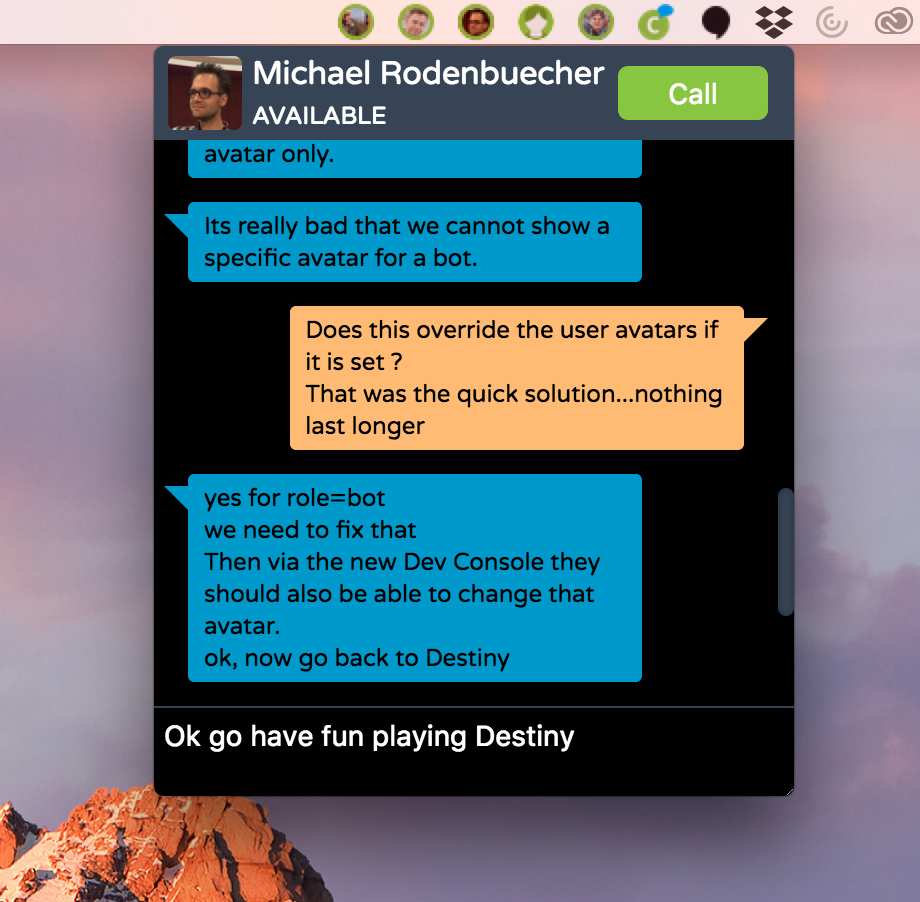 Michael Rodenbuecher
Call
AVAILABLE
avatar only.
Its really bad that we cannot show a
specific avatar for a bot.
Does this override the user avatars if
it is set ?
That was the quick solution...nothing
last longer
yes for role=bot
we need to fix that
Then via the new Dev Console they
should also be able to change that
avatar.
ok, now go back to Destiny
Ok go have fun playing Destiny